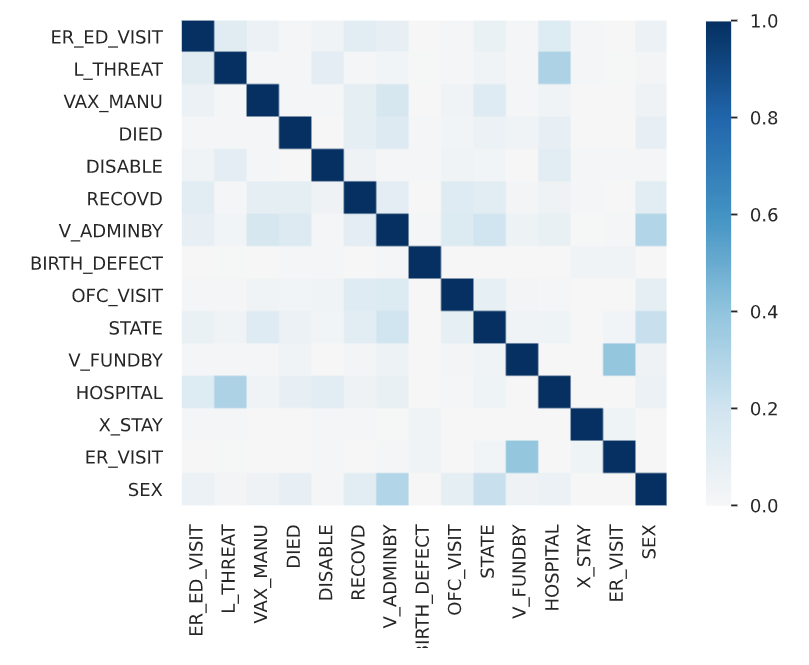 ER_ED_VISIT
L_THREAT
VAX_MANU
DIED
DISABLE
RECOVD
V_ADMINBY
BIRTH_DEFECT
OFC_VISIT
STATE
V_FUNDBY
HOSPITAL
X_STAY
ER_VISIT
SEX
ER_ED_VISIT
L_THREAT
VAX_MANU
DIED
DISABLE
RECOVD
V_ADMINBY
BIRTH_DEFECT
OFC_VISIT
STATE
V_FUNDBY
HOSPITAL
X_STAY
ER_VISIT
SEX
1.0
0.8
0.6
0.4
0.2
0.0